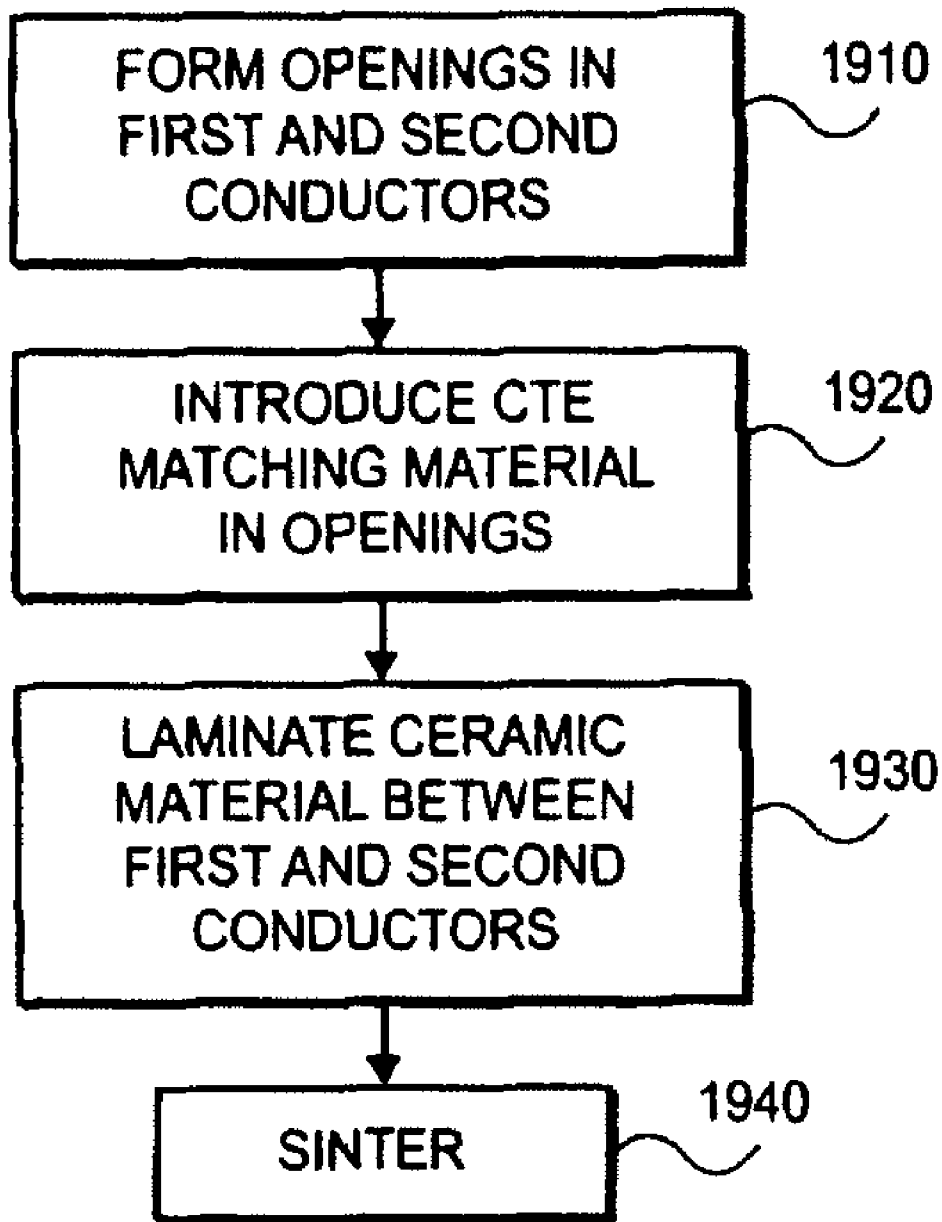 FORM OPENINGS IN
FIRST AND SECOND
CONDUCTORS
1910
INTRODUCE CTE
MATCHING MATERIAL
IN OPENINGS
1920
LAMINATE CERAMIC
MATERIAL BETWEEN
FIRST AND SECOND
CONDUCTORS
1930
SINTER
1940